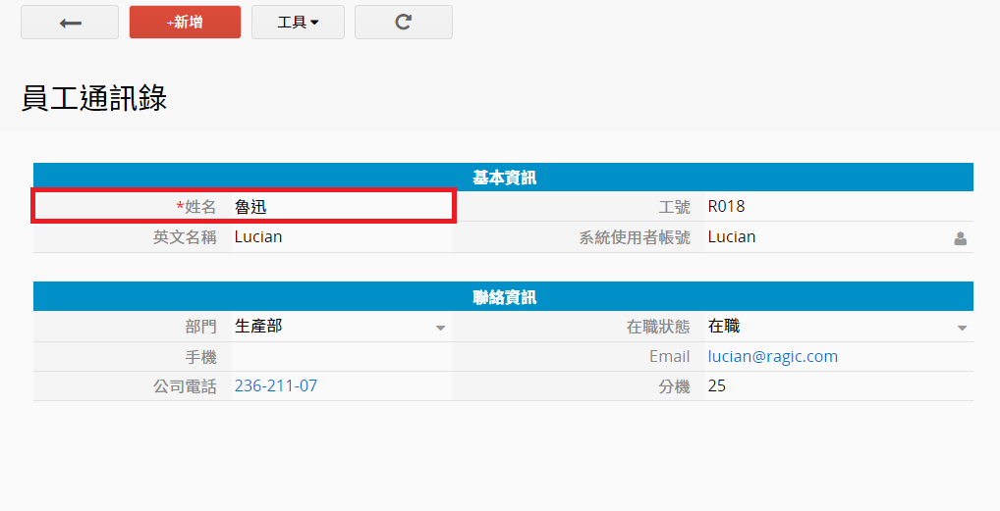 +新增 工具
員工通訊錄
基本資訊
*姓名 魯迅 工號 R018
英文名稱 Lucian 系統使用者帳號 Lucian
聯絡資訊
部門 生產部 在職狀態 在職
手機 Email lucian@ragic.com
公司電話 236-211-07 分機 25